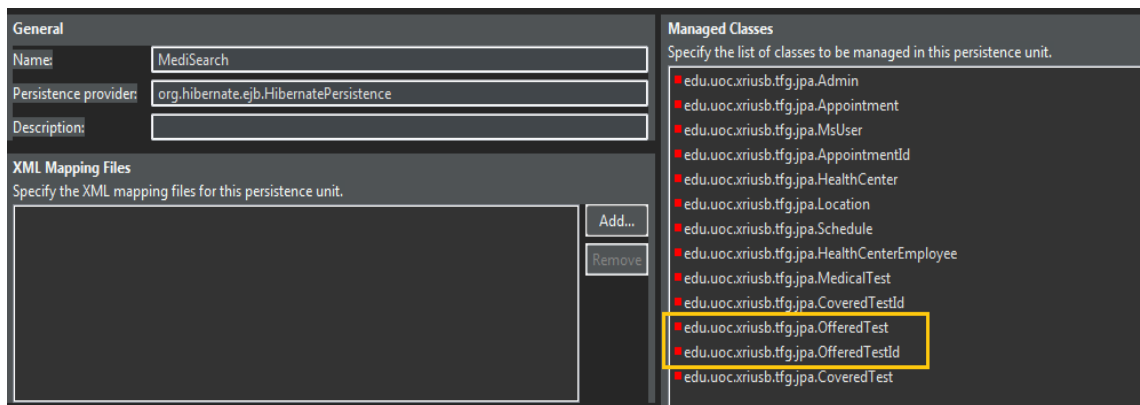 General
Name: MediSearch
Persistence provider: org.hibernate.ejb.HibernatePersistence
Description:
XML Mapping Files
Specify the XML mapping files for this persistence unit.
Add...
Remove
Managed Classes
Specify the list of classes to be managed in this persistence unit.
edu.uoc.xriusb.tfg.jpa.Admin
edu.uoc.xriusb.tfg.jpa.Appointment
edu.uoc.xriusb.tfg.jpa.MsUser
edu.uoc.xriusb.tfg.jpa.AppointmentId
edu.uoc.xriusb.tfg.jpa.HealthCenter
edu.uoc.xriusb.tfg.jpa.Location
edu.uoc.xriusb.tfg.jpa.Schedule
edu.uoc.xriusb.tfg.jpa.HealthCenterEmployee
edu.uoc.xriusb.tfg.jpa.MedicalTest
edu.uoc.xriusb.tfg.jpa.CoveredTestId
edu.uoc.xriusb.tfg.jpa.OfferedTest
edu.uoc.xriusb.tfg.jpa.OfferedTestId
edu.uoc.xriusb.tfg.jpa.CoveredTest